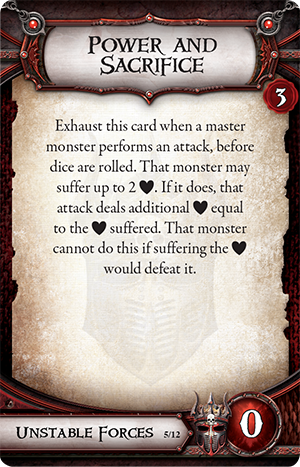 Power and
Sacrifice
3
Exhaust this card when a master
monster performs an attack, before
dice are rolled. That monster may
suffer up to 2 ♥. If it does, that
attack deals additional ♥ equal
to the ♥ suffered. That monster
cannot do this if suffering the ♥
would defeat it.
Unstable Forces 5/12
0